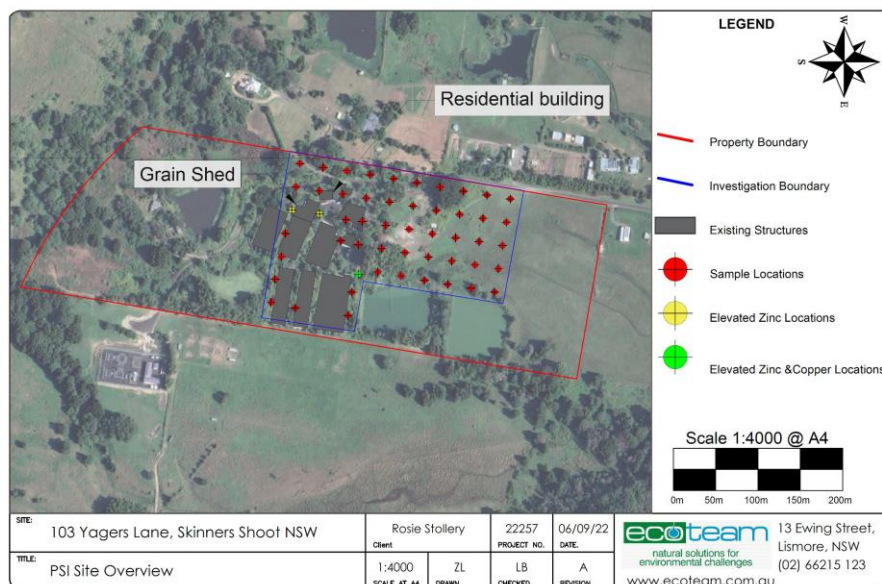 Residential building
Grain Shed
LEGEND
W
S
N
E
Property Boundary
Investigation Boundary
Existing Structures
Sample Locations
Elevated Zinc Locations
Elevated Zinc &Copper Locations
Scale 1:4000 @ A4
0m 50m 100m 150m 200m
SITE:
103 Yagers Lane, Skinners Shoot NSW
Rosie Stollery
Client
22257
PROJECT NO.
06/09/22
DATE.
TITLE:
PSI Site Overview
1:4000
SCALE AT A4
ZL
DRAWN
LB
CHECKED
A
REVISION
ecoteam
natural solutions for
environmental challenges
www.ecoteam.com.au
13 Ewing Street,
Lismore, NSW
(02) 66215 123